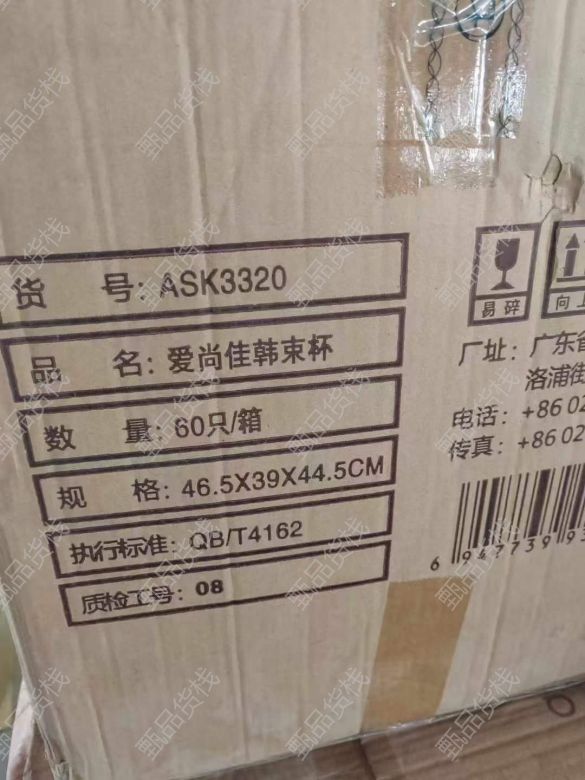 货 号: ASK3320
品 名: 爱尚佳韩束杯
数 量: 60只/箱
规 格: 46.5X39X44.5CM
执行标准: QB/T4162
质检工号: 08
易碎
向上
厂址: 广东省
洛浦街
电话: +86 02
传真: +86 02
6 947739 93
甄品货栈